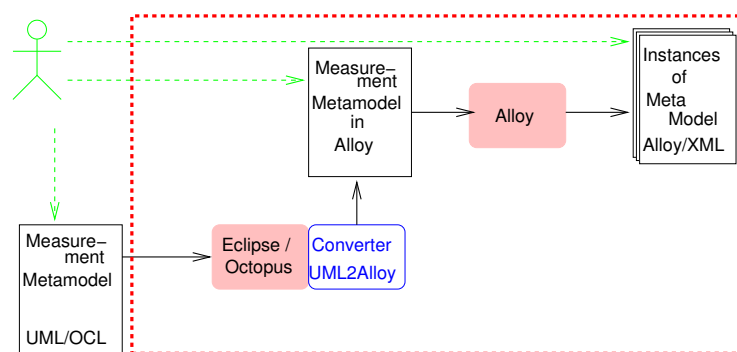 Measure-
ment
Metamodel
in
Alloy
Alloy
Instances
of
Meta
Model
Alloy/XML
Measure-
ment
Metamodel
UML/OCL
Eclipse /
Octopus
Converter
UML2Alloy